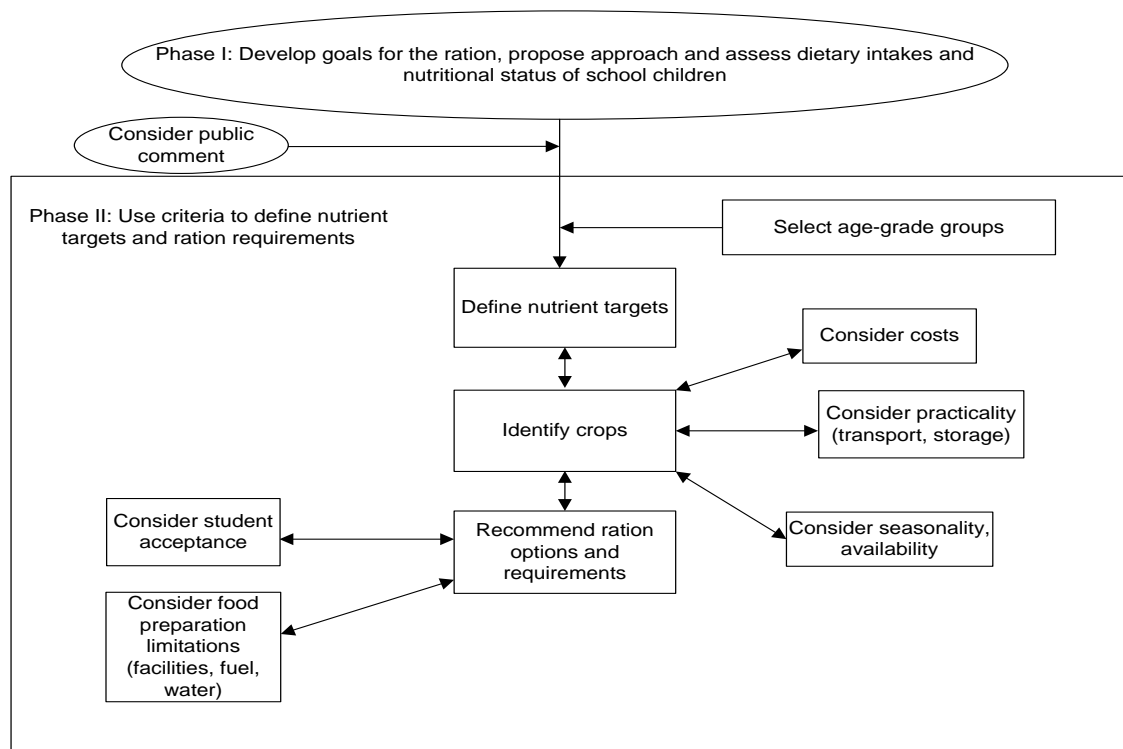 Phase I: Develop goals for the ration, propose approach and assess dietary intakes and
nutritional status of school children
Consider public
comment
Phase II: Use criteria to define nutrient
targets and ration requirements
Select age-grade groups
Define nutrient targets
Consider costs
Identify crops
Consider practicality
(transport, storage)
Consider student
acceptance
Recommend ration
options and
requirements
Consider seasonality,
availability
Consider food
preparation
limitations
(facilities, fuel,
water)